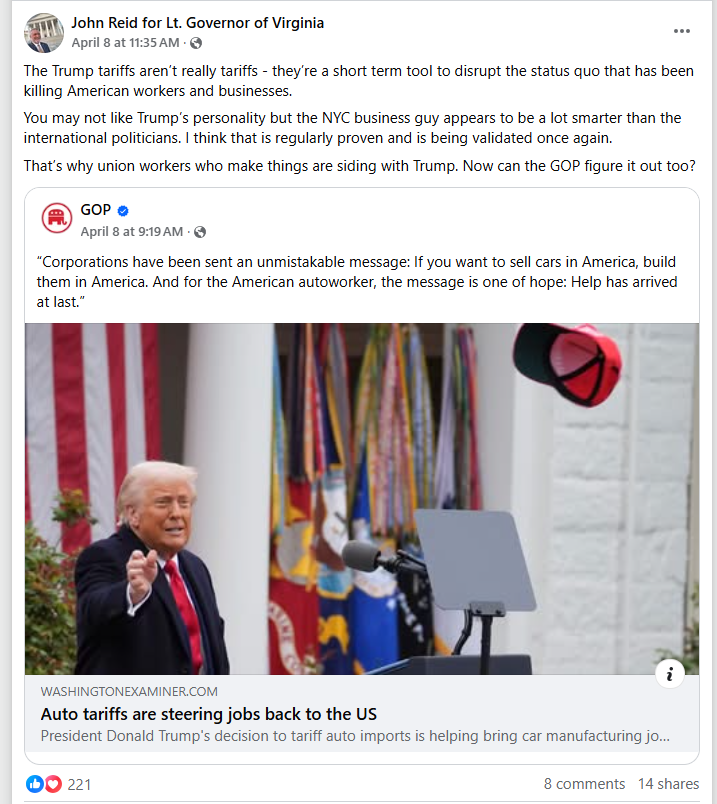 John Reid for Lt. Governor of Virginia
April 8 at 11:35 AM ·
The Trump tariffs aren't really tariffs - they're a short term tool to disrupt the status quo that has been
killing American workers and businesses.
You may not like Trump's personality but the NYC business guy appears to be a lot smarter than the
international politicians. I think that is regularly proven and is being validated once again.
That's why union workers who make things are siding with Trump. Now can the GOP figure it out too?
GOP
April 8 at 9:19 AM ·
“Corporations have been sent an unmistakable message: If you want to sell cars in America, build
them in America. And for the American autoworker, the message is one of hope: Help has arrived
at last.”
WASHINGTONEXAMINER.COM
Auto tariffs are steering jobs back to the US
President Donald Trump's decision to tariff auto imports is helping bring car manufacturing jo...
221
8 comments 14 shares